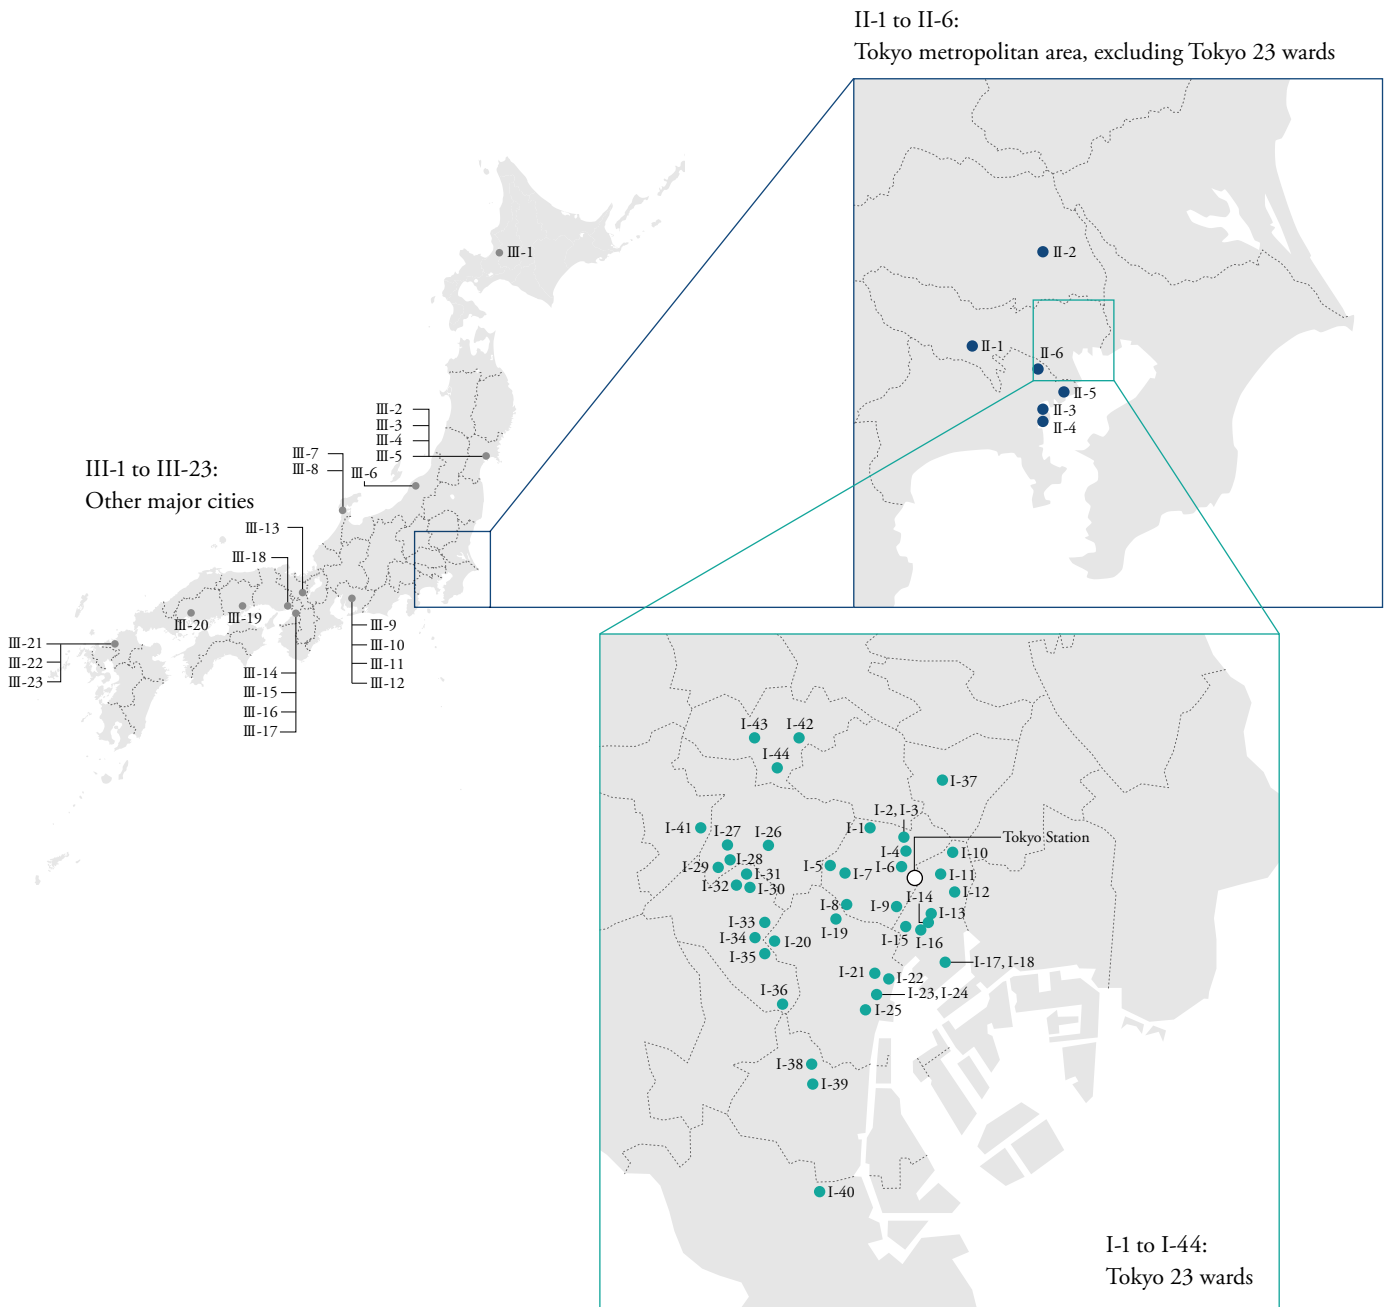 II-1 to II-6:
Tokyo metropolitan area, excluding Tokyo 23 wards
II-2
II-1
II-6
II-5
II-3
II-4
Ⅲ-1
Ⅲ-2
Ⅲ-3
Ⅲ-4
Ⅲ-5
Ⅲ-7
Ⅲ-8
Ⅲ-6
III-1 to III-23:
Other major cities
Ⅲ-13
Ⅲ-18
Ⅲ-19
Ⅲ-20
Ⅲ-9
Ⅲ-10
Ⅲ-11
Ⅲ-12
Ⅲ-21
Ⅲ-22
Ⅲ-23
Ⅲ-14
Ⅲ-15
Ⅲ-16
Ⅲ-17
I-43
I-42
I-44
I-37
I-2, I-3
I-41
I-27
I-26
I-1
Tokyo Station
I-4
I-10
I-29
I-28
I-5
I-6
I-7
I-11
I-31
I-32
I-30
I-12
I-14
I-8
I-9
I-13
I-33
I-19
I-34
I-20
I-15
I-16
I-35
I-17, I-18
I-21
I-22
I-36
I-23, I-24
I-25
I-38
I-39
I-40
I-1 to I-44:
Tokyo 23 wards